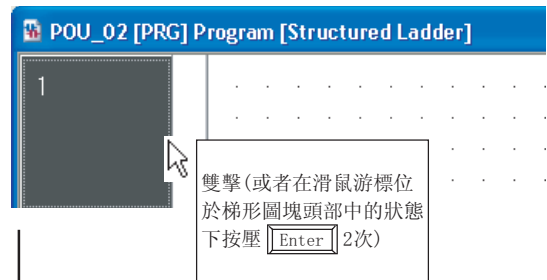 POU_02 [PRG] Program [Structured Ladder]
1
雙擊(或者在滑鼠游標位
於梯形圖塊頭部中的狀態
下按壓 Enter 2次)